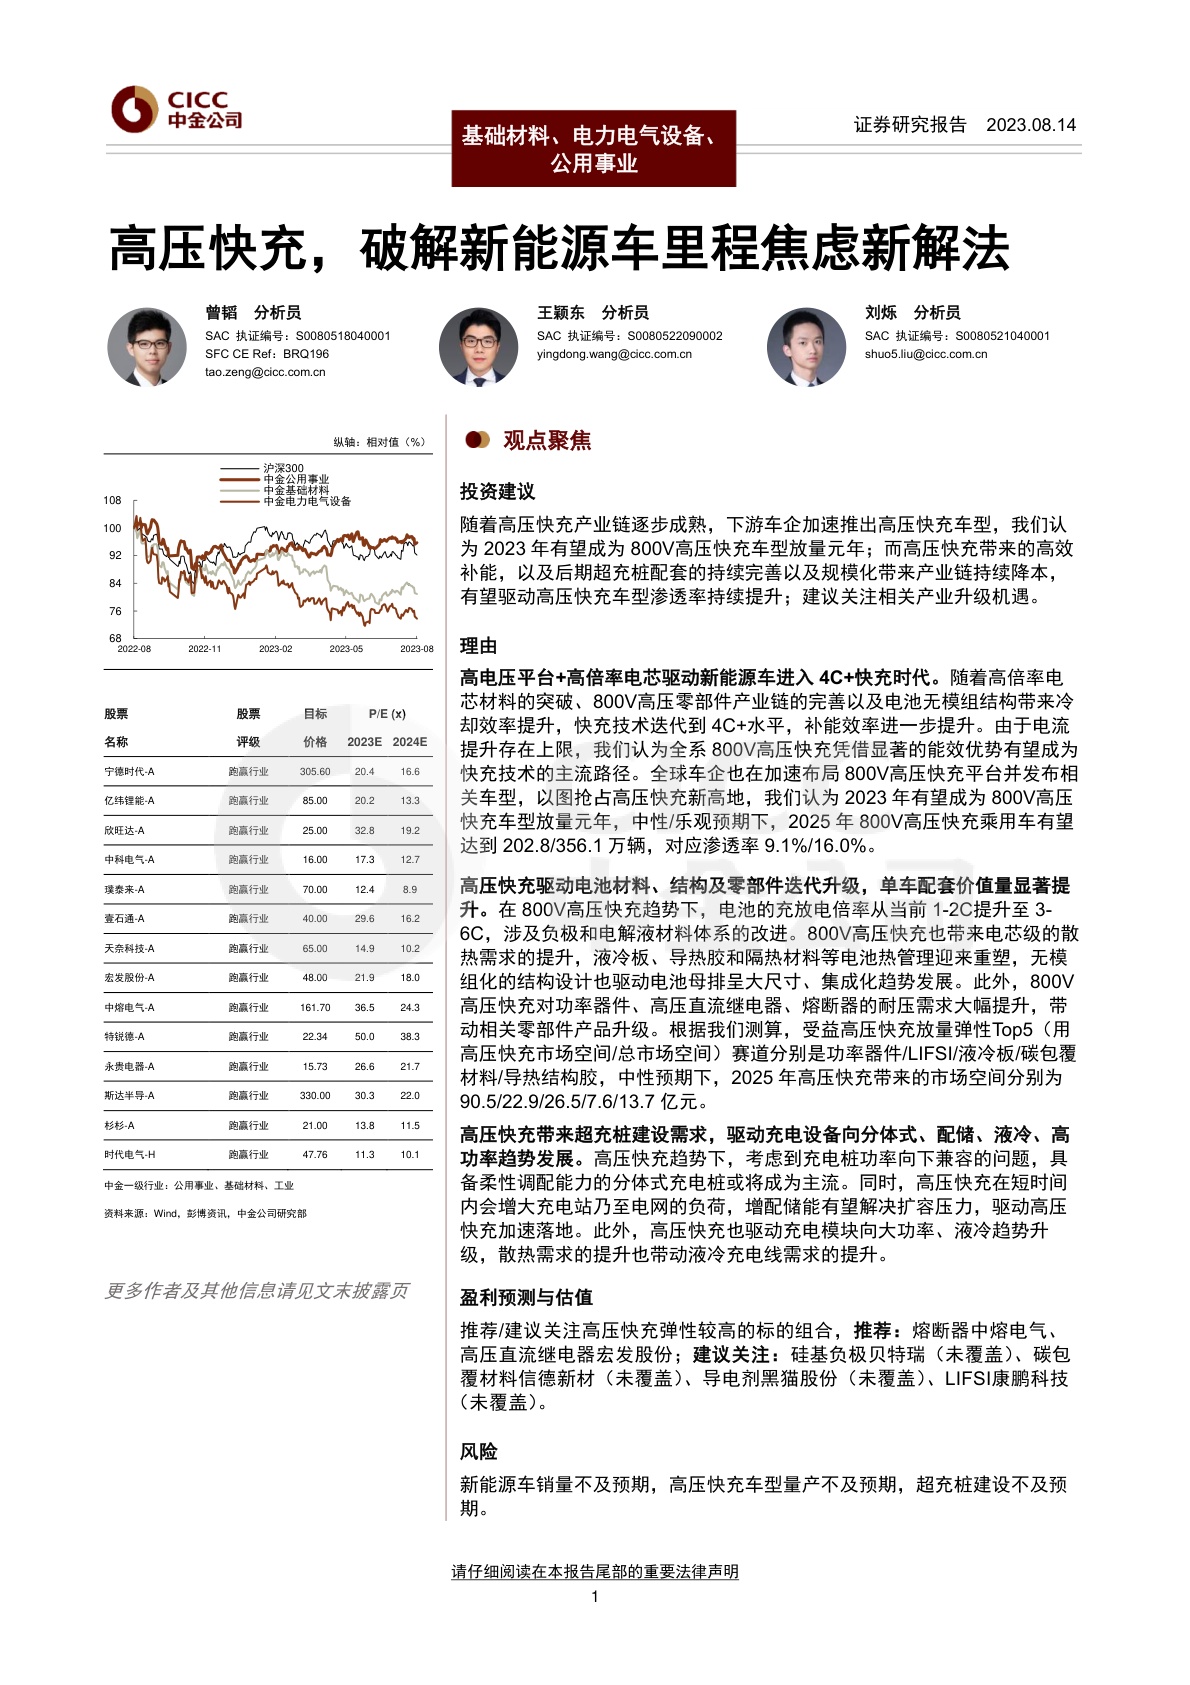 CICC
中金公司
基础材料、电力电气设备、
公用事业
证券研究报告 2023.08.14
高压快充，破解新能源车里程焦虑新解法
曾韬 分析员
SAC 执证编号：S0080518040001
SFC CE Ref：BRQ196
tao.zeng@cicc.com.cn
王颖东 分析员
SAC 执证编号：S0080522090002
yingdong.wang@cicc.com.cn
刘烁 分析员
SAC 执证编号：S0080521040001
shuo5.liu@cicc.com.cn
纵轴：相对值（%）
沪深300
中金公用事业
中金基础材料
中金电力电气设备
108
100
92
84
76
68
2022-08 2022-11 2023-02 2023-05 2023-08
股票 股票 目标 P/E (x)
名称 评级 价格 2023E 2024E
宁德时代-A 跑赢行业 305.60 20.4 16.6
亿纬锂能-A 跑赢行业 85.00 20.2 13.3
欣旺达-A 跑赢行业 25.00 32.8 19.2
中科电气-A 跑赢行业 16.00 17.3 12.7
璞泰来-A 跑赢行业 70.00 12.4 8.9
壹石通-A 跑赢行业 40.00 29.6 16.2
天奈科技-A 跑赢行业 65.00 14.9 10.2
宏发股份-A 跑赢行业 48.00 21.9 18.0
中熔电气-A 跑赢行业 161.70 36.5 24.3
特锐德-A 跑赢行业 22.34 50.0 38.3
永贵电器-A 跑赢行业 15.73 26.6 21.7
斯达半导-A 跑赢行业 330.00 30.3 22.0
杉杉-A 跑赢行业 21.00 13.8 11.5
时代电气-H 跑赢行业 47.76 11.3 10.1
中金一级行业：公用事业、基础材料、工业
资料来源：Wind，彭博资讯，中金公司研究部
更多作者及其他信息请见文末披露页
观点聚焦
投资建议
随着高压快充产业链逐步成熟，下游车企加速推出高压快充车型，我们认
为 2023 年有望成为 800V高压快充车型放量元年；而高压快充带来的高效
补能，以及后期超充桩配套的持续完善以及规模化带来产业链持续降本，
有望驱动高压快充车型渗透率持续提升；建议关注相关产业升级机遇。
理由
高电压平台+高倍率电芯驱动新能源车进入 4C+快充时代。随着高倍率电
芯材料的突破、800V高压零部件产业链的完善以及电池无模组结构带来冷
却效率提升，快充技术迭代到 4C+水平，补能效率进一步提升。由于电流
提升存在上限，我们认为全系 800V高压快充凭借显著的能效优势有望成为
快充技术的主流路径。全球车企也在加速布局 800V高压快充平台并发布相
关车型，以图抢占高压快充新高地，我们认为 2023 年有望成为 800V高压
快充车型放量元年，中性/乐观预期下，2025 年 800V高压快充乘用车有望
达到 202.8/356.1 万辆，对应渗透率 9.1%/16.0%。
高压快充驱动电池材料、结构及零部件迭代升级，单车配套价值量显著提
升。在 800V高压快充趋势下，电池的充放电倍率从当前 1-2C提升至 3-
6C，涉及负极和电解液材料体系的改进。800V高压快充也带来电芯级的散
热需求的提升，液冷板、导热胶和隔热材料等电池热管理迎来重塑，无模
组化的结构设计也驱动电池母排呈大尺寸、集成化趋势发展。此外，800V
高压快充对功率器件、高压直流继电器、熔断器的耐压需求大幅提升，带
动相关零部件产品升级。根据我们测算，受益高压快充放量弹性Top5（用
高压快充市场空间/总市场空间）赛道分别是功率器件/LIFSI/液冷板/碳包覆
材料/导热结构胶，中性预期下，2025 年高压快充带来的市场空间分别为
90.5/22.9/26.5/7.6/13.7 亿元。
高压快充带来超充桩建设需求，驱动充电设备向分体式、配储、液冷、高
功率趋势发展。高压快充趋势下，考虑到充电桩功率向下兼容的问题，具
备柔性调配能力的分体式充电桩或将成为主流。同时，高压快充在短时间
内会增大充电站乃至电网的负荷，增配储能有望解决扩容压力，驱动高压
快充加速落地。此外，高压快充也驱动充电模块向大功率、液冷趋势升
级，散热需求的提升也带动液冷充电线需求的提升。
盈利预测与估值
推荐/建议关注高压快充弹性较高的标的组合，推荐：熔断器中熔电气、
高压直流继电器宏发股份；建议关注：硅基负极贝特瑞（未覆盖）、碳包
覆材料信德新材（未覆盖）、导电剂黑猫股份（未覆盖）、LIFSI康鹏科技
（未覆盖）。
风险
新能源车销量不及预期，高压快充车型量产不及预期，超充桩建设不及预
期。
请仔细阅读在本报告尾部的重要法律声明
1